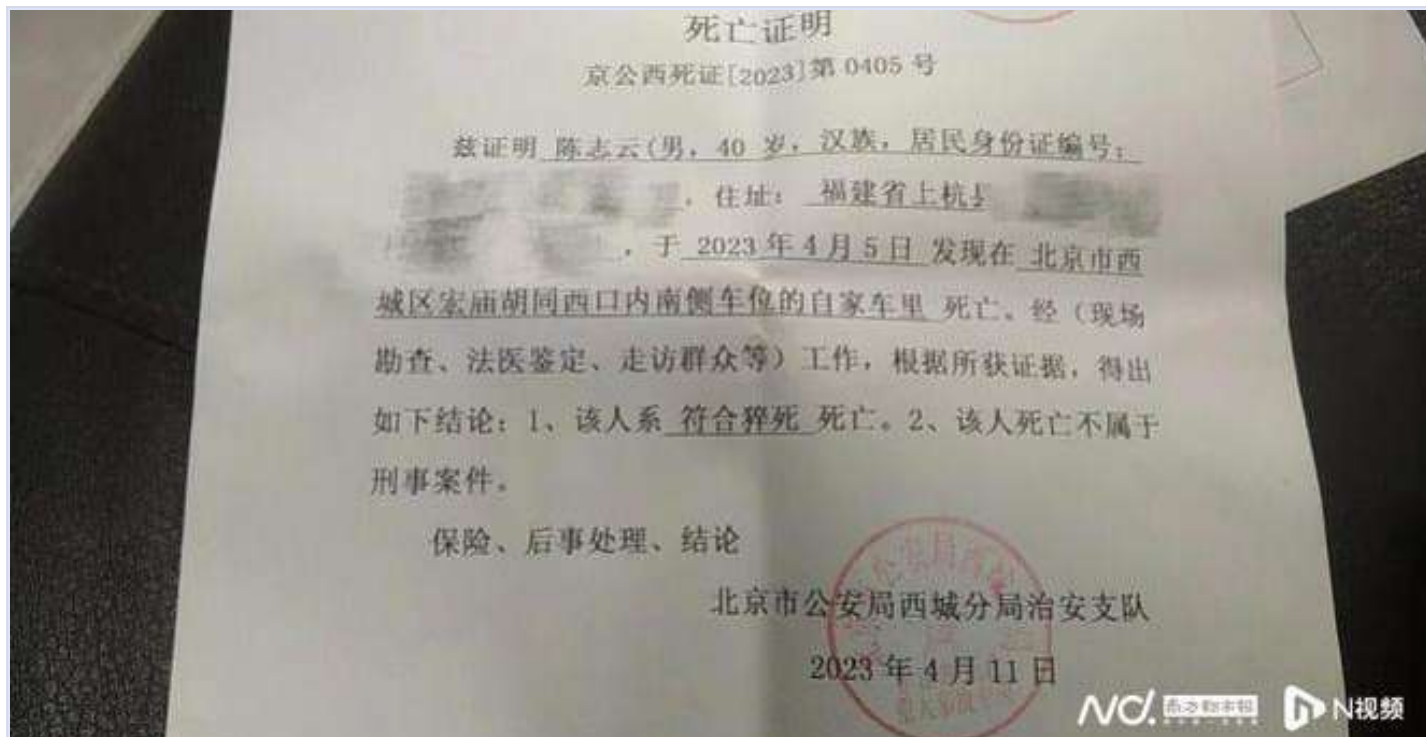 死亡证明
京公西死证[2023]第 0405 号
兹证明 陈志云(男，40 岁，汉族，居民身份证编号：
，住址： 福建省上杭县
，于 2023 年 4 月 5 日 发现在 北京市西
城区宏庙胡同西口内南侧车位的自家车里 死亡。经（现场
勘查、法医鉴定、走访群众等）工作，根据所获证据，得出
如下结论：1、该人系 符合猝死 死亡。2、该人死亡不属于
刑事案件。
保险、后事处理、结论
北京市公安局西城分局治安支队
2023 年 4 月 11 日
N视频